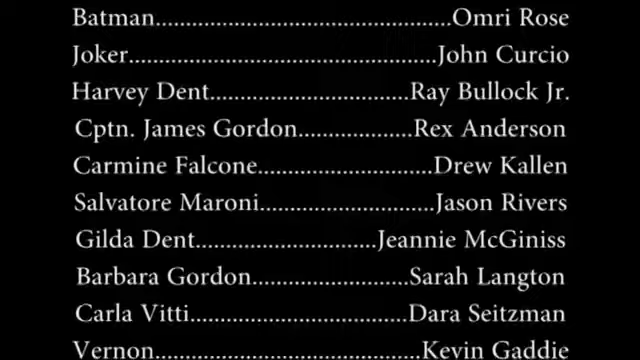 Batman.................................................Omri Rose
Joker...................................................John Curcio
Harvey Dent.................................Ray Bullock Jr.
Cptn. James Gordon...................Rex Anderson
Carmine Falcone.............................Drew Kallen
Salvatore Maroni.............................Jason Rivers
Gilda Dent..............................Jeannie McGiniss
Barbara Gordon..........................Sarah Langton
Carla Vitti....................................Dara Seitzman
Vernon............................................Kevin Gaddie